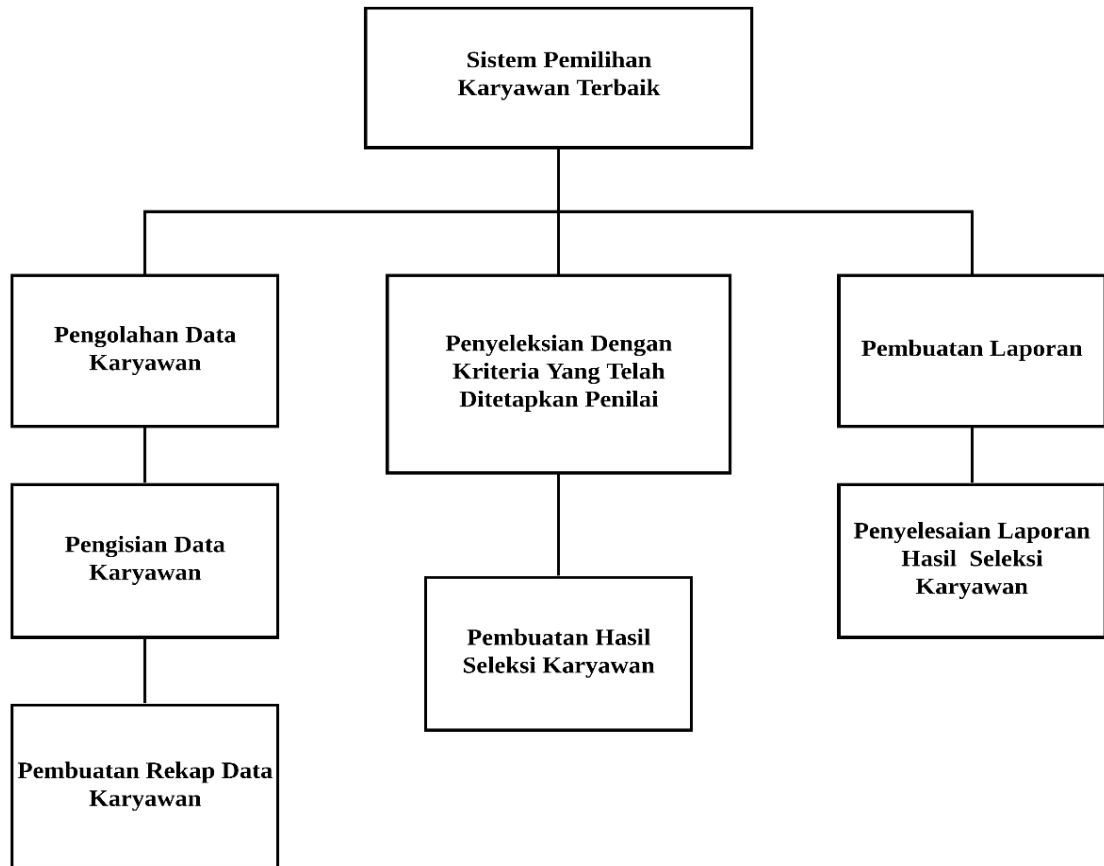 Sistem Pemilihan
Karyawan Terbaik
Pengolahan Data
Karyawan
Penyeleksian Dengan
Kriteria Yang Telah
Ditetapkan Penilai
Pembuatan Laporan
Pengisian Data
Karyawan
Pembuatan Hasil
Seleksi Karyawan
Penyelesaian Laporan
Hasil Seleksi
Karyawan
Pembuatan Rekap Data
Karyawan